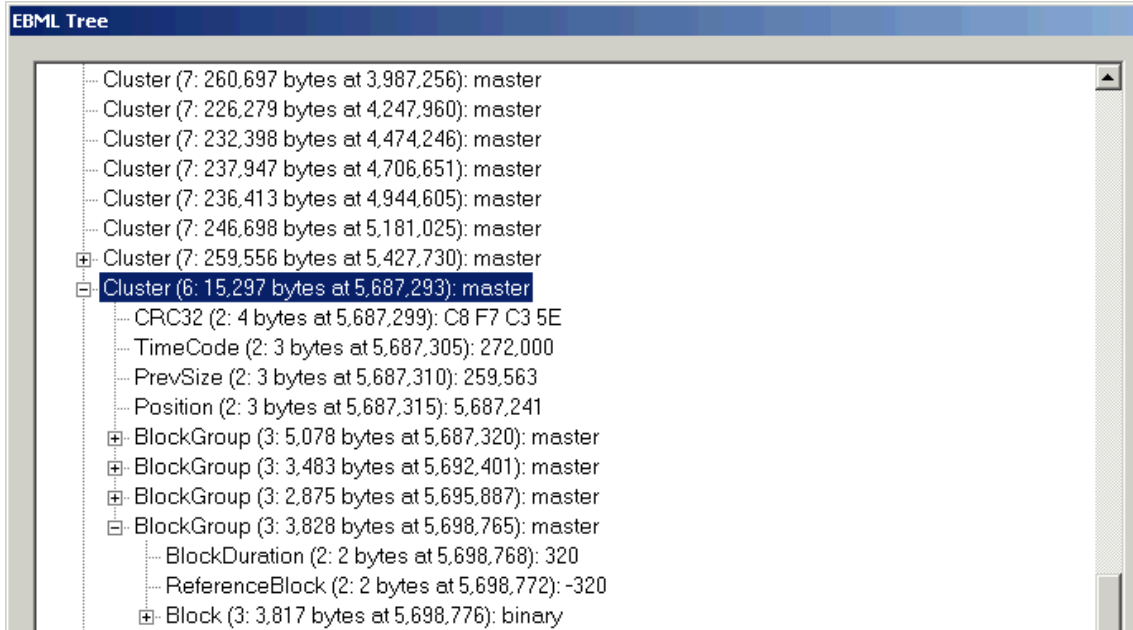 EBML Tree
Cluster (7: 260,697 bytes at 3,987,256): master
Cluster (7: 226,279 bytes at 4,247,960): master
Cluster (7: 232,398 bytes at 4,474,246): master
Cluster (7: 237,947 bytes at 4,706,651): master
Cluster (7: 236,413 bytes at 4,944,605): master
Cluster (7: 246,698 bytes at 5,181,025): master
Cluster (7: 259,556 bytes at 5,427,730): master
Cluster (6: 15,297 bytes at 5,687,293): master
CRC32 (2: 4 bytes at 5,687,299): C8 F7 C3 5E
TimeCode (2: 3 bytes at 5,687,305): 272,000
PrevSize (2: 3 bytes at 5,687,310): 259,563
Position (2: 3 bytes at 5,687,315): 5,687,241
BlockGroup (3: 5,078 bytes at 5,687,320): master
BlockGroup (3: 3,483 bytes at 5,692,401): master
BlockGroup (3: 2,875 bytes at 5,695,887): master
BlockGroup (3: 3,828 bytes at 5,698,765): master
BlockDuration (2: 2 bytes at 5,698,768): 320
ReferenceBlock (2: 2 bytes at 5,698,772): -320
Block (3: 3,817 bytes at 5,698,776): binary